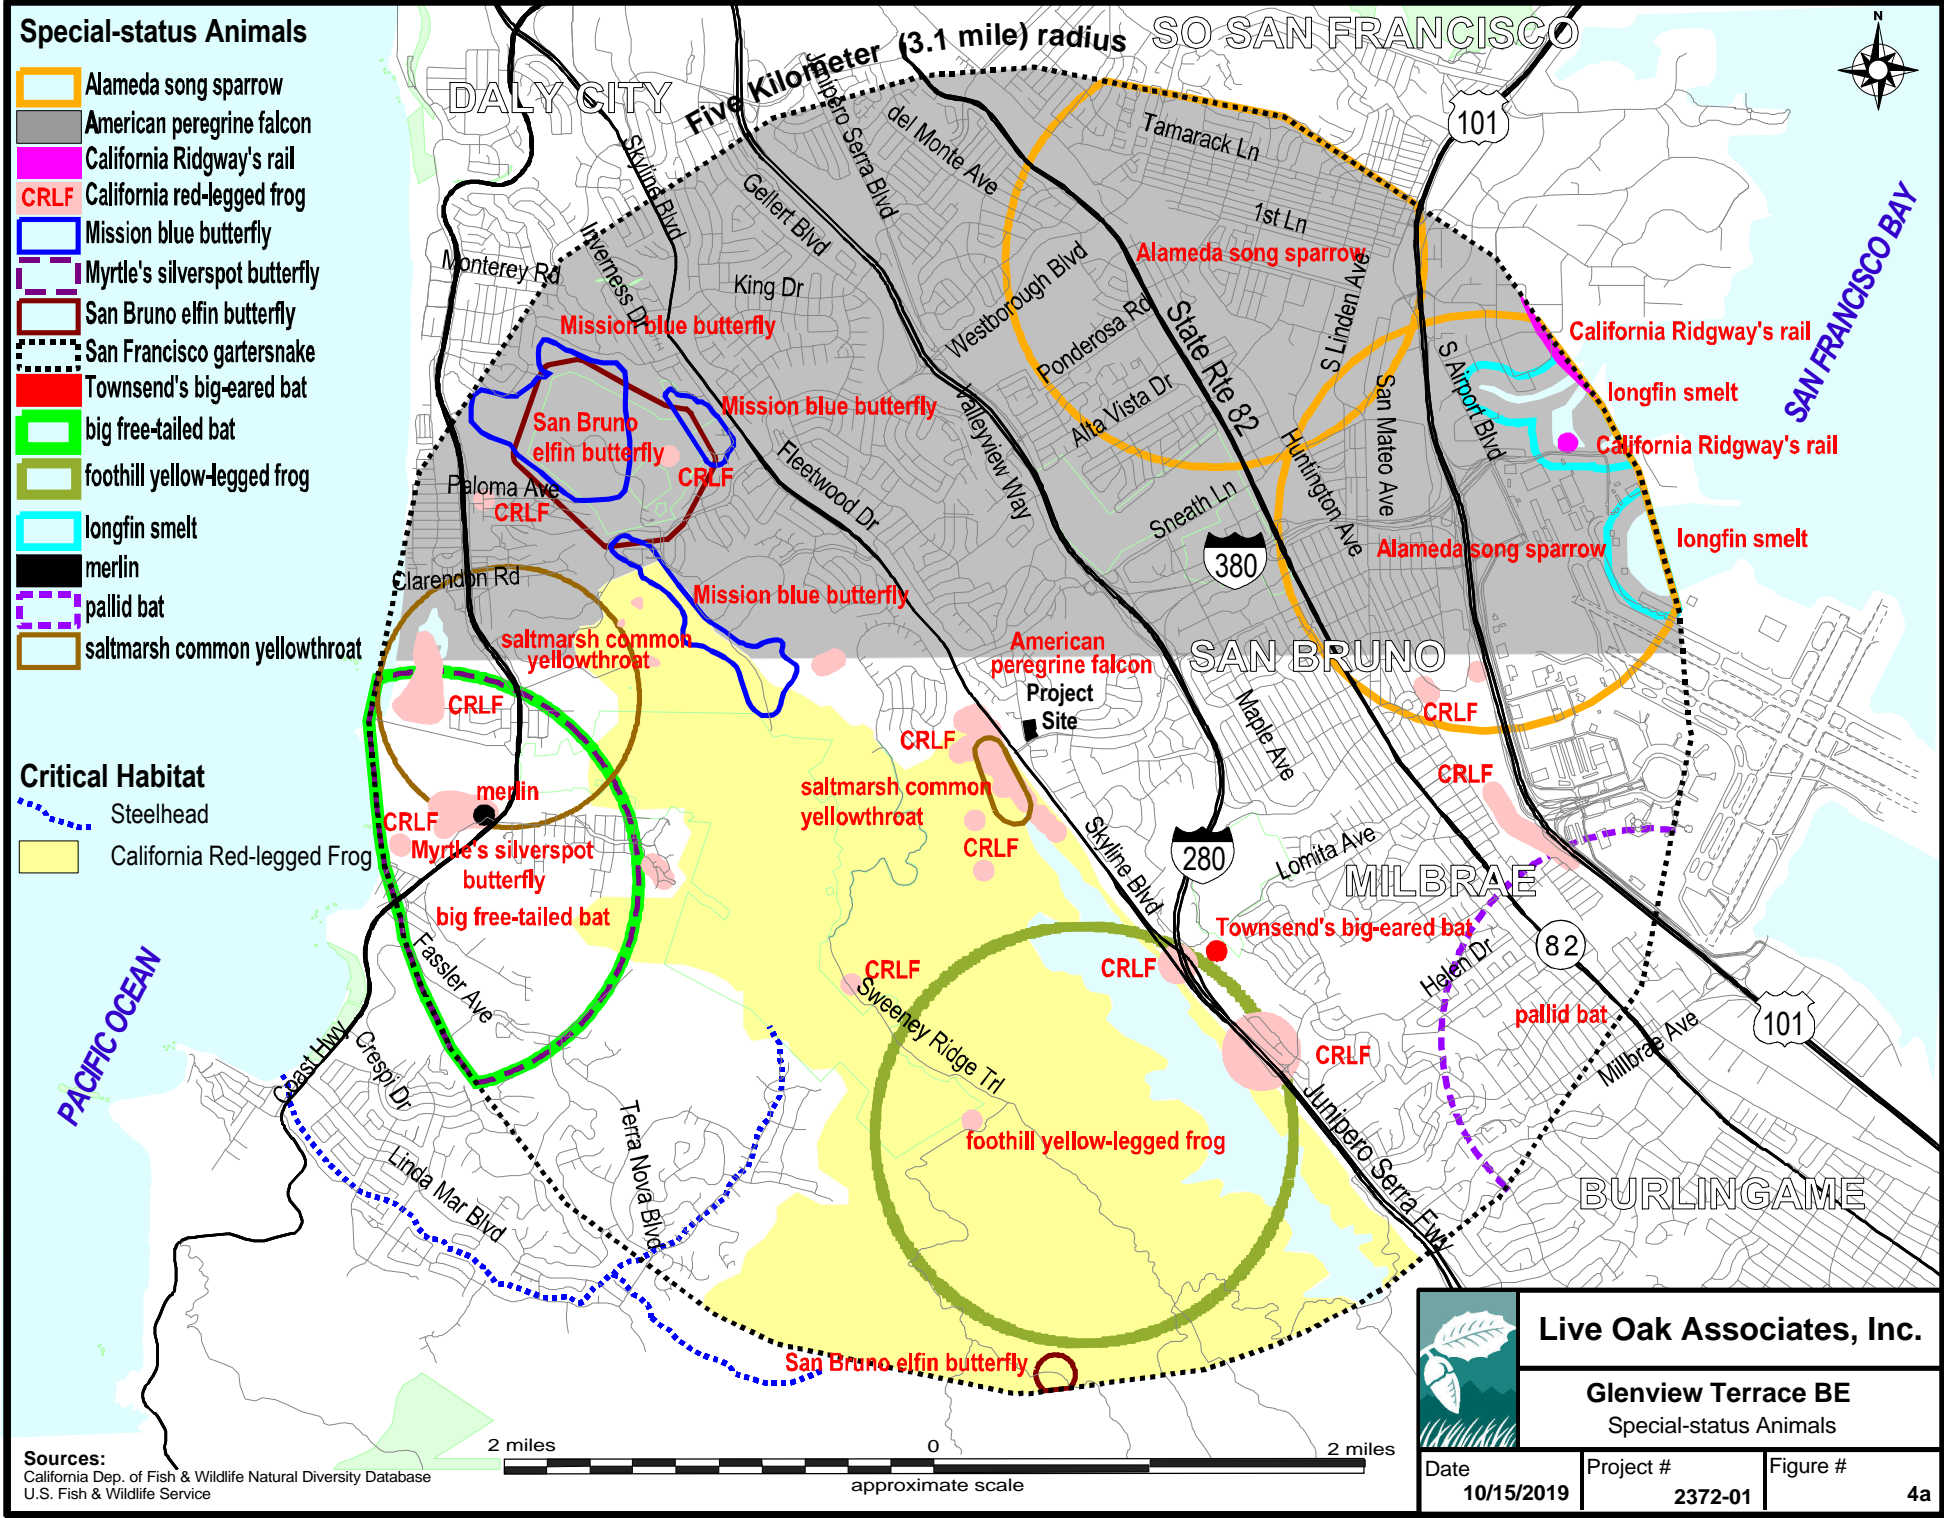 Special-status Animals
Alameda song sparrow
American peregrine falcon
California Ridgway's rail
CRLF California red-legged frog
Mission blue butterfly
Myrtle's silverspot butterfly
San Bruno elfin butterfly
San Francisco gartersnake
Townsend's big-eared bat
big free-tailed bat
foothill yellow-legged frog
longfin smelt
merlin
pallid bat
saltmarsh common yellowthroat
Critical Habitat
Steelhead
California Red-legged Frog
Five Kilometer (3.1 mile) radius
SO SAN FRANCISCO
DALY CITY
N
101
SAN FRANCISCO BAY
Skyline Blvd
Junipero Serra Blvd
del Monte Ave
Tamarack Ln
Gellert Blvd
1st Ln
Monterey Rd
Inverness Dr
King Dr
Westborough Blvd
Alameda song sparrow
S Linden Ave
Mission blue butterfly
Ponderosa Rd
State Rte 82
California Ridgway's rail
S Airport Blvd
longfin smelt
Mission blue butterfly
Valleyview Way
Alta Vista Dr
San Mateo Ave
San Bruno
elfin butterfly
California Ridgway's rail
CRLF
Fleetwood Dr
Huntington Ave
Paloma Ave
CRLF
Sneath Ln
380
Alameda song sparrow
longfin smelt
Clarendon Rd
Mission blue butterfly
saltmarsh common
yellowthroat
American
peregrine falcon
SAN BRUNO
Project
Site
CRLF
Maple Ave
CRLF
CRLF
merlin
saltmarsh common
yellowthroat
CRLF
CRLF
Myrtle's silverspot
butterfly
CRLF
Skyline Blvd
280
Lomita Ave
MILBRAE
big free-tailed bat
Townsend's big-eared bat
Fassler Ave
CRLF
CRLF
Helen Dr
82
PACIFIC OCEAN
Sweeney Ridge Trl
pallid bat
101
Coast Hwy
Crespi Dr
CRLF
Millbrae Ave
Terra Nova Blvd
foothill yellow-legged frog
Junipero Serra Fwy
Linda Mar Blvd
BURLINGAME
San Bruno elfin butterfly
2 miles
0
2 miles
approximate scale
Sources:
California Dep. of Fish & Wildlife Natural Diversity Database
U.S. Fish & Wildlife Service
Live Oak Associates, Inc.
Glenview Terrace BE
Special-status Animals
Date
10/15/2019
Project #
2372-01
Figure #
4a